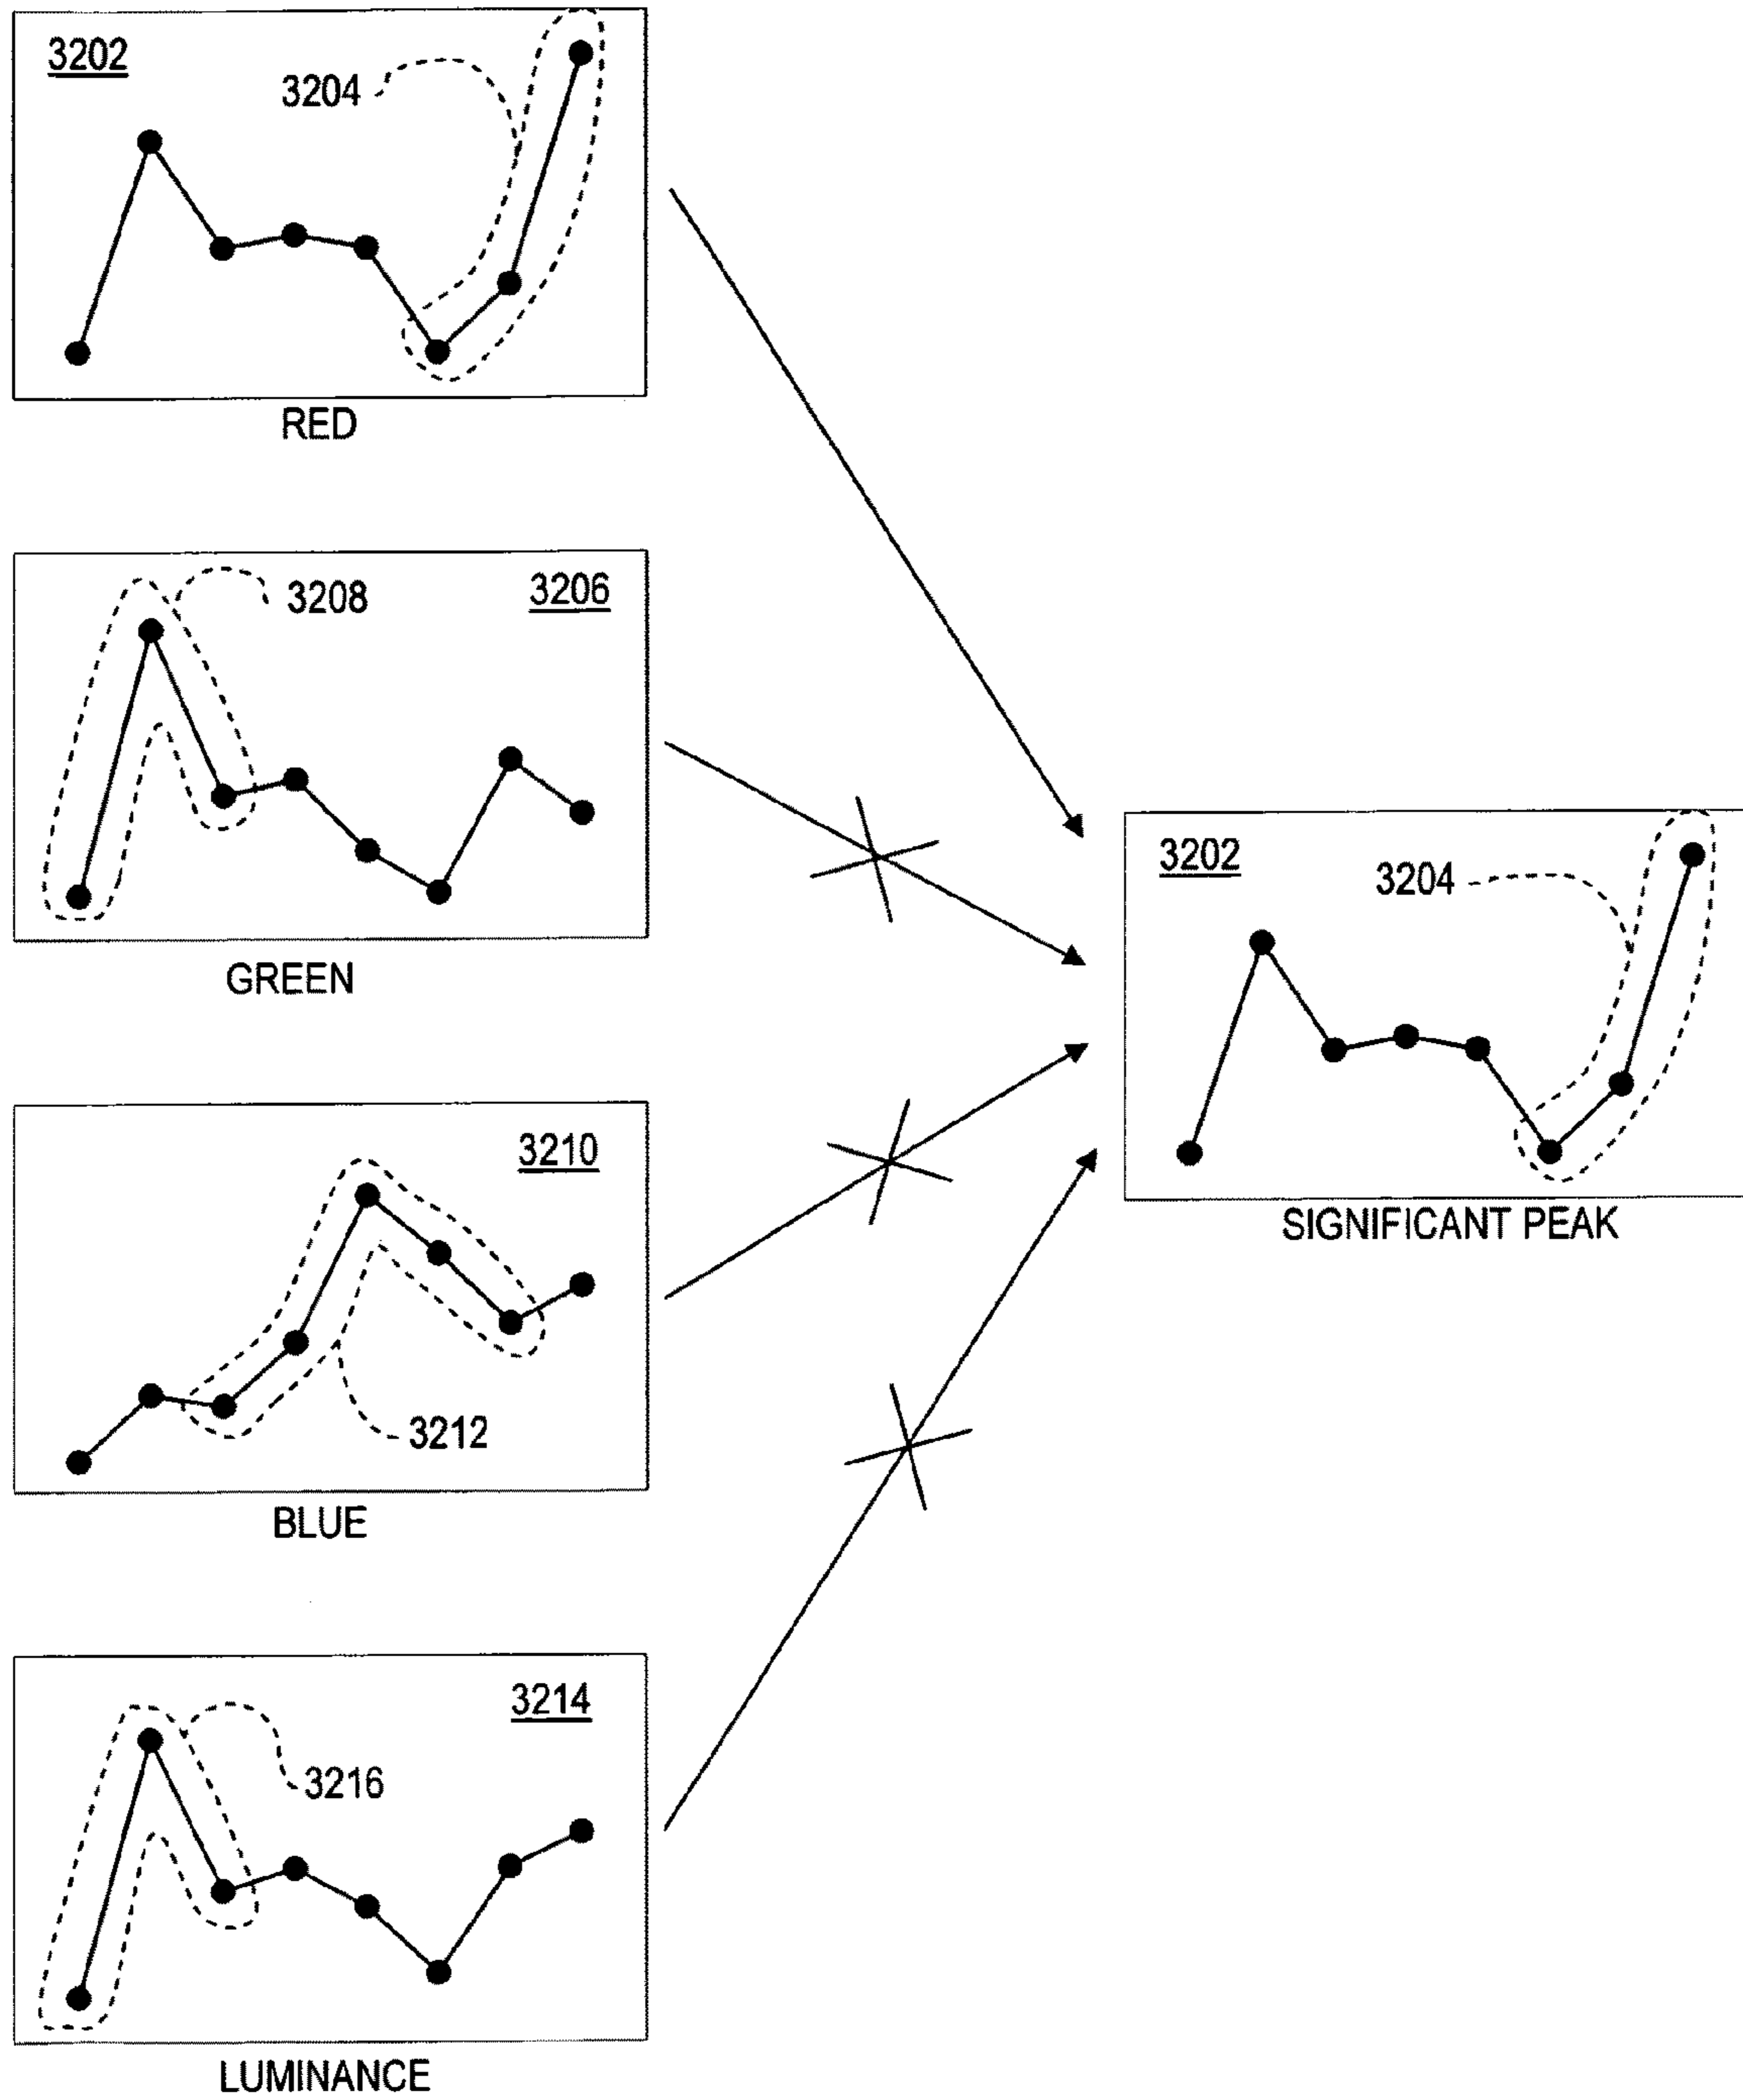 3202
3204
RED
3208
3206
GREEN
3210
3212
BLUE
3214
3216
LUMINANCE
3202
3204
SIGNIFICANT PEAK